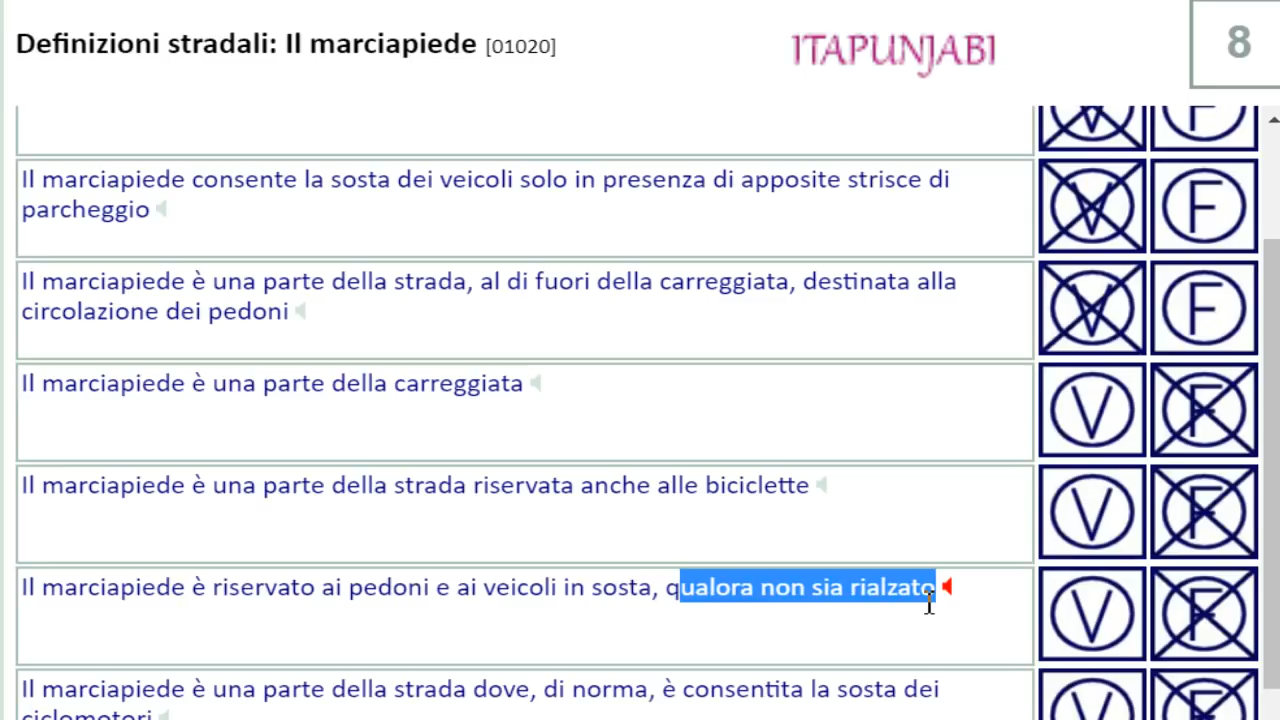 Definizioni stradali: Il marciapiede [01020]
ITAPUNJABI
8
V F
Il marciapiede consente la sosta dei veicoli solo in presenza di apposite strisce di
parcheggio
V F
Il marciapiede è una parte della strada, al di fuori della carreggiata, destinata alla
circolazione dei pedoni
V F
Il marciapiede è una parte della carreggiata
V F
Il marciapiede è una parte della strada riservata anche alle biciclette
V F
Il marciapiede è riservato ai pedoni e ai veicoli in sosta, qualora non sia rialzato
V F
Il marciapiede è una parte della strada dove, di norma, è consentita la sosta dei
ciclomotori
V F